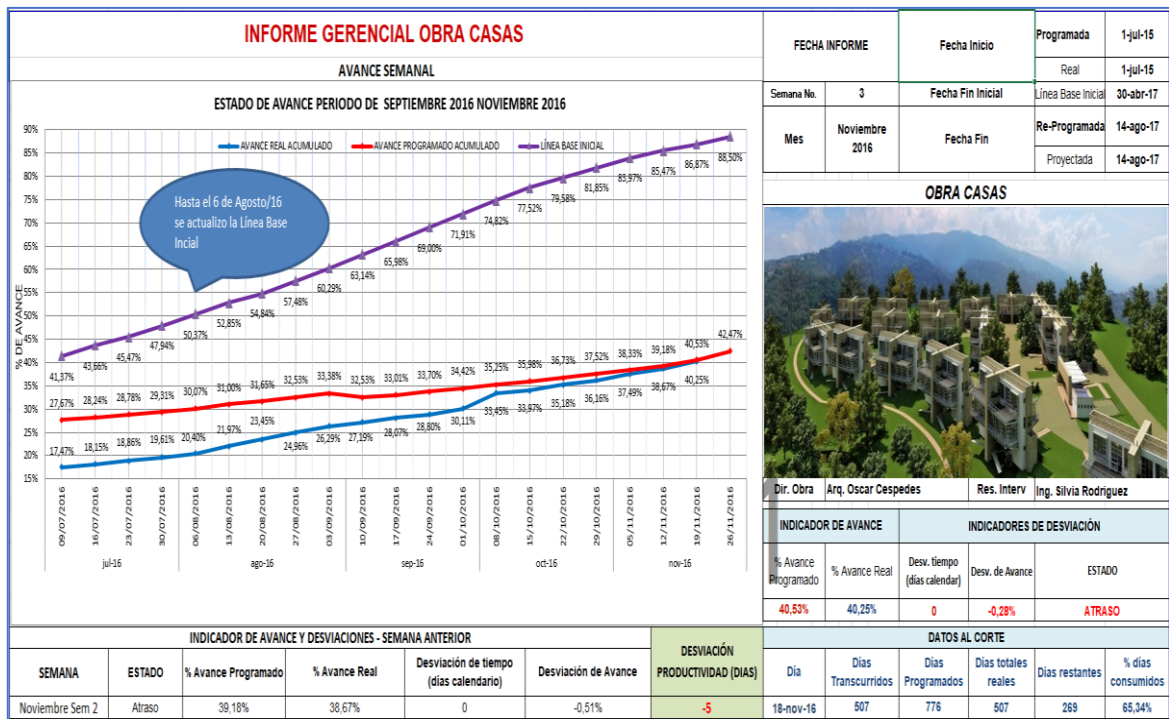 INFORME GERENCIAL OBRA CASAS
AVANCE SEMANAL
ESTADO DE AVANCE PERIODO DE SEPTIEMBRE 2016 NOVIEMBRE 2016
AVANCE REAL ACUMULADO AVANCE PROGRAMADO ACUMULADO LÍNEA BASE INICIAL
Hasta el 6 de Agosto/16
se actualizo la Línea Base
Incial
% DE AVANCE
90%
85%
80%
75%
70%
65%
60%
55%
50%
45%
40%
35%
30%
25%
20%
15%
41,37% 43,66% 45,47% 47,94% 50,37% 52,85% 54,84% 57,48% 60,29% 63,14% 65,98% 69,00% 71,91% 74,82% 77,52% 79,58% 81,85% 83,97% 85,47% 86,87% 88,50%
27,67% 28,24% 28,78% 29,31% 30,07% 31,00% 31,65% 32,53% 33,38% 32,53% 33,01% 33,70% 34,42% 35,25% 35,98% 36,73% 37,52% 38,33% 39,18% 40,53% 42,47%
17,47% 18,15% 18,86% 19,61% 20,40% 21,97% 23,45% 24,96% 26,29% 27,19% 28,07% 28,80% 30,11% 33,45% 33,97% 35,18% 36,16% 37,49% 38,67% 40,25%
09/07/2016 16/07/2016 23/07/2016 30/07/2016 06/08/2016 13/08/2016 20/08/2016 27/08/2016 03/09/2016 10/09/2016 17/09/2016 24/09/2016 01/10/2016 08/10/2016 15/10/2016 22/10/2016 29/10/2016 05/11/2016 12/11/2016 19/11/2016 26/11/2016
jul-16 ago-16 sep-16 oct-16 nov-16
FECHA INFORME Fecha Inicio Programada 1-jul-15
Real 1-jul-15
Semana No. 3 Fecha Fin Inicial Línea Base Inicial 30-abr-17
Mes Noviembre 2016 Fecha Fin Re-Programada 14-ago-17
Proyectada 14-ago-17
OBRA CASAS
Dir. Obra Arq. Oscar Cespedes Res. Interv Ing. Silvia Rodriguez
INDICADOR DE AVANCE INDICADORES DE DESVIACIÓN
% Avance Programado % Avance Real Desv. tiempo (días calendar) Desv. de Avance ESTADO
40,53% 40,25% 0 -0,28% ATRASO
INDICADOR DE AVANCE Y DESVIACIONES - SEMANA ANTERIOR DESVIACIÓN PRODUCTIVIDAD (DIAS)
SEMANA ESTADO % Avance Programado % Avance Real Desviación de tiempo (días calendario) Desviación de Avance
Noviembre Sem 2 Atraso 39,18% 38,67% 0 -0,51% -5
DATOS AL CORTE
Día Dias Transcurridos Dias Programados Dias totales reales Dias restantes % días consumidos
18-nov-16 507 776 507 269 65,34%